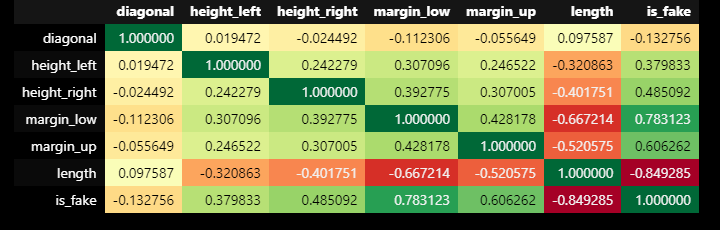 diagonal height_left height_right margin_low margin_up length is_fake
diagonal 1.000000 0.019472 -0.024492 -0.112306 -0.055649 0.097587 -0.132756
height_left 0.019472 1.000000 0.242279 0.307096 0.246522 -0.320863 0.379833
height_right -0.024492 0.242279 1.000000 0.392775 0.307005 -0.401751 0.485092
margin_low -0.112306 0.307096 0.392775 1.000000 0.428178 -0.667214 0.783123
margin_up -0.055649 0.246522 0.307005 0.428178 1.000000 -0.520575 0.606262
length 0.097587 -0.320863 -0.401751 -0.667214 -0.520575 1.000000 -0.849285
is_fake -0.132756 0.379833 0.485092 0.783123 0.606262 -0.849285 1.000000